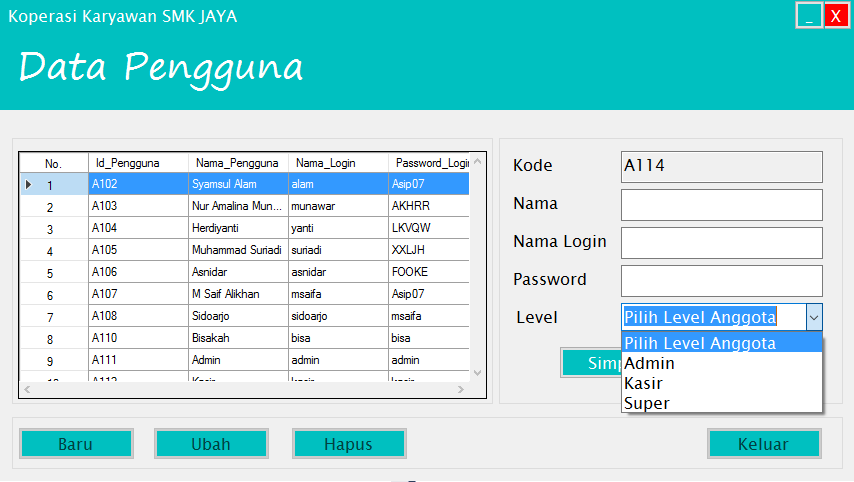 Koperasi Karyawan SMK JAYA
_ X
Data Pengguna
No. Id_Pengguna Nama_Pengguna Nama_Login
1 A102 Syamsul Alam alam Asip07
2 A103 Nur Amalina Mun... munawar AKHRR
3 A104 Herdiyanti yanti LKVQW
4 A105 Muhammad Suriadi suriadi XXLJH
5 A106 Asnidar asnidar FOOKE
6 A107 M Saif Alikhan msaifa Asip07
7 A108 Sidoarjo sidoarjo msaifa
8 A110 Bisakah bisa bisa
9 A111 Admin admin admin
Kode A114
Nama
Nama Login
Password
Level Pilih Level Anggota
Pilih Level Anggota
Admin
Kasir
Super
Baru Ubah Hapus Keluar